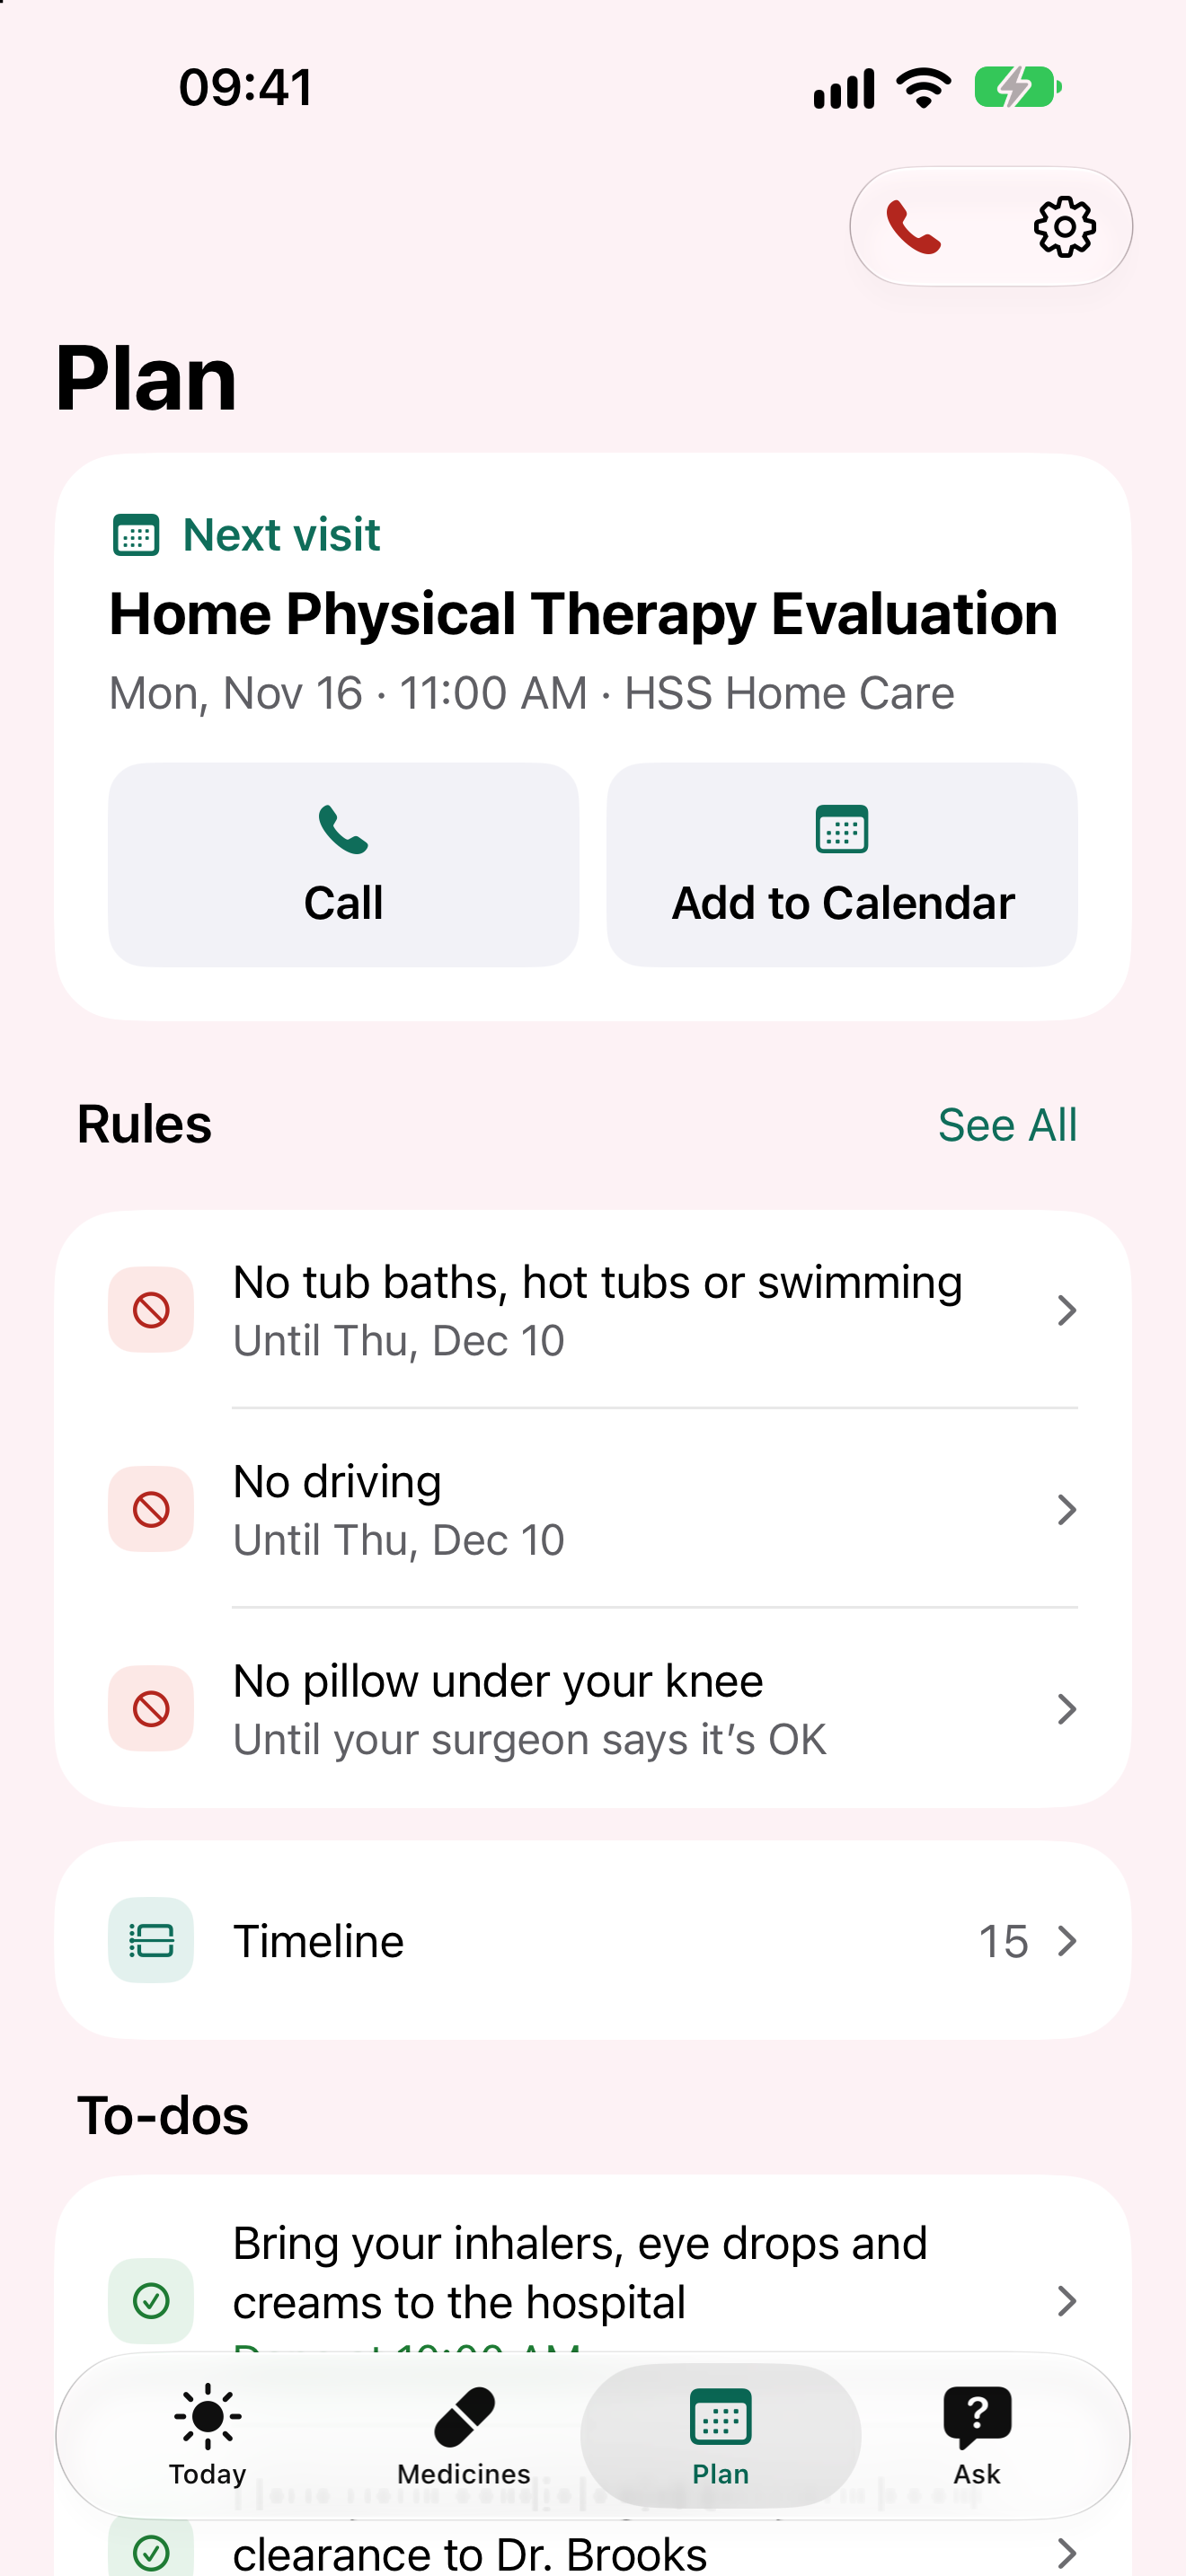 09:41
Plan
Next visit
Home Physical Therapy Evaluation
Mon, Nov 16 · 11:00 AM · HSS Home Care
Call
Add to Calendar
Rules
See All
No tub baths, hot tubs or swimming
Until Thu, Dec 10
No driving
Until Thu, Dec 10
No pillow under your knee
Until your surgeon says it’s OK
Timeline
15
To-dos
Bring your inhalers, eye drops and
creams to the hospital
Today
Medicines
Plan
Ask
clearance to Dr. Brooks